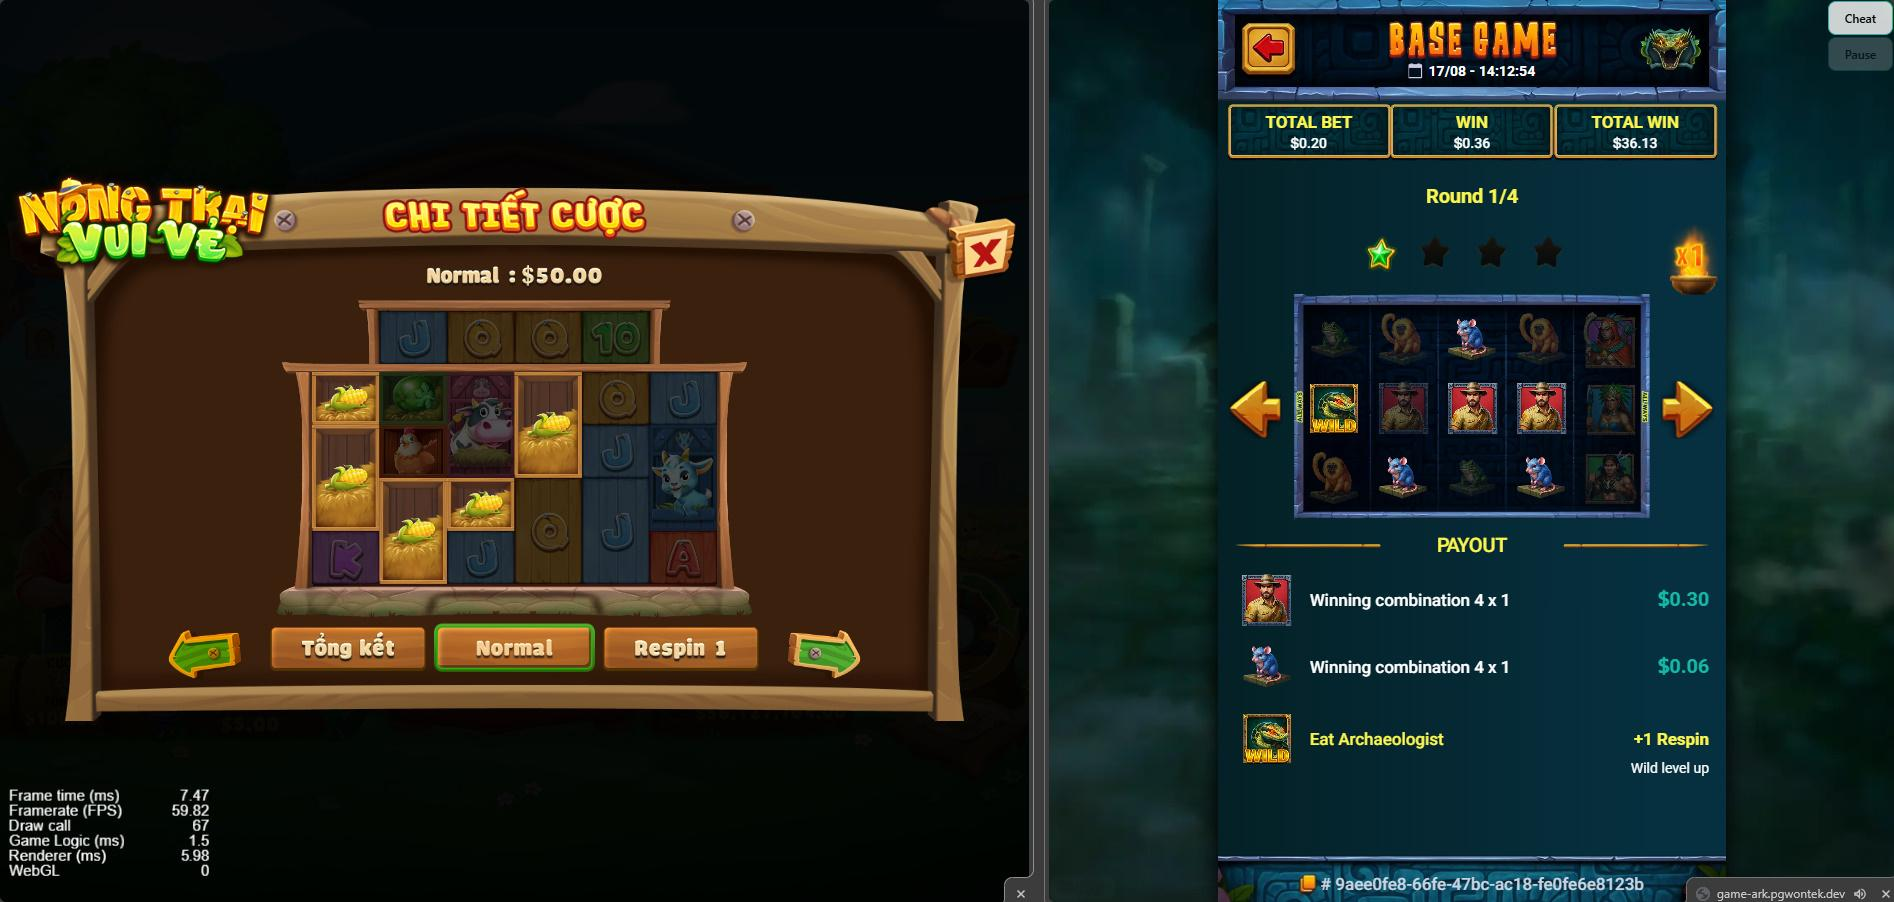 NÔNG TRẠI
VUI VẺ
CHI TIẾT CƯỢC
X
Normal : $50.00
J Q Q 10
Q J
J
K J Q J A
Tổng kết
Normal
Respin 1
Frame time (ms) 7.47
Framerate (FPS) 59.82
Draw call 67
Game Logic (ms) 1.5
Renderer (ms) 5.98
WebGL 0
BASE GAME
17/08 - 14:12:54
TOTAL BET
$0.20
WIN
$0.36
TOTAL WIN
$36.13
Round 1/4
x1
WILD
PAYOUT
Winning combination 4 x 1 $0.30
Winning combination 4 x 1 $0.06
WILD
Eat Archaeologist +1 Respin
Wild level up
# 9aee0fe8-66fe-47bc-ac18-fe0fe6e8123b
Cheat
Pause
game-ark.pgwontek.dev